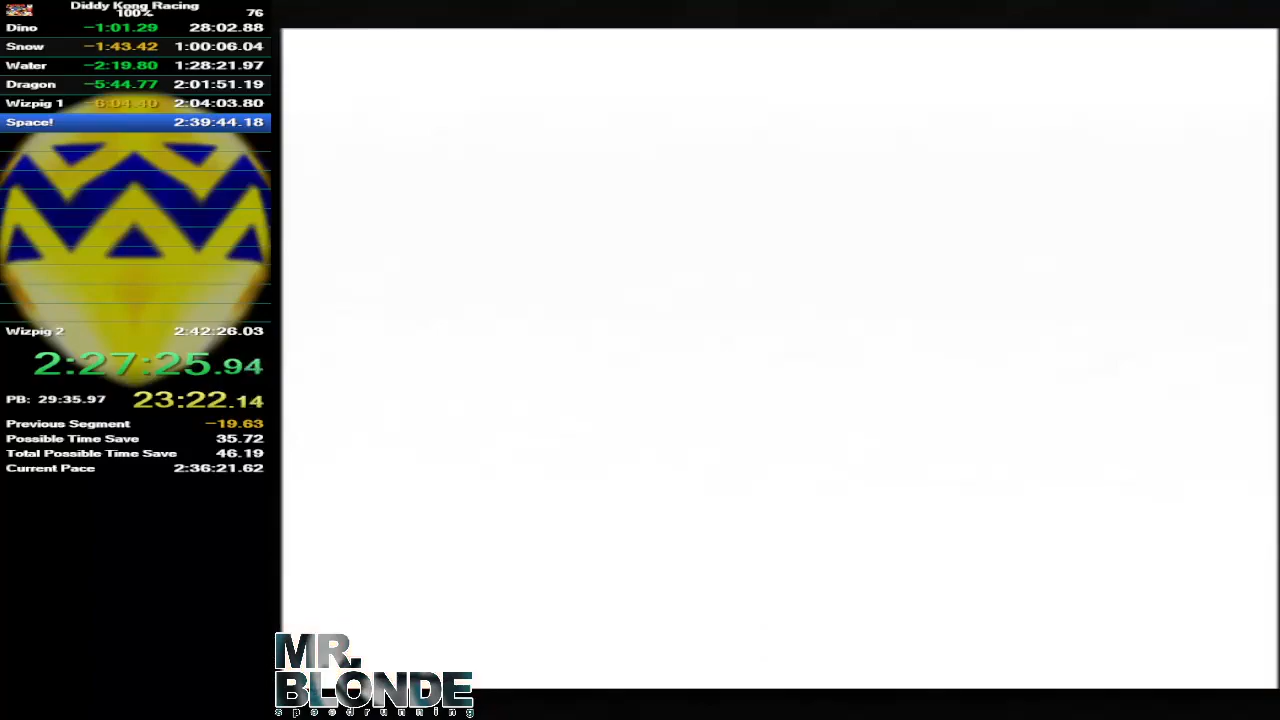 Diddy Kong Racing
100% 76
Dino -1:01.29 28:02.88
Snow -1:43.42 1:00:06.04
Water -2:19.80 1:28:21.97
Dragon -5:44.77 2:01:51.19
Wizpig 1 -6:04.40 2:04:03.80
Space! 2:39:44.18
Wizpig 2 2:42:26.03
2:27:25.94
PB: 29:35.97 23:22.14
Previous Segment -19.63
Possible Time Save 35.72
Total Possible Time Save 46.19
Current Pace 2:36:21.62
MR.
BLONDE
speedrunning